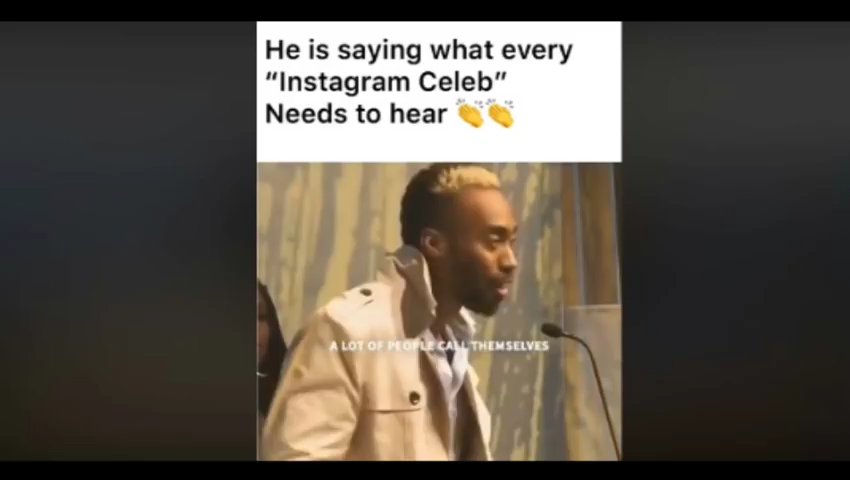 He is saying what every
“Instagram Celeb”
Needs to hear 👏👏
A LOT OF PEOPLE CALL THEMSELVES